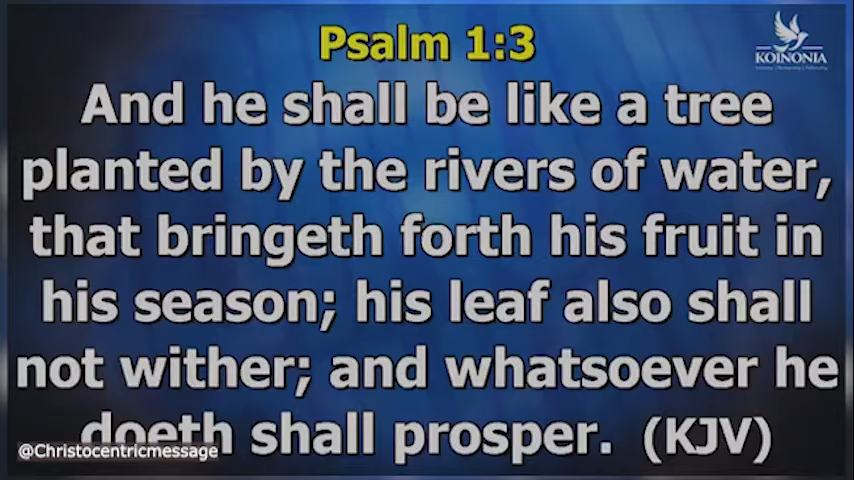 Psalm 1:3
KOINONIA
And he shall be like a tree
planted by the rivers of water,
that bringeth forth his fruit in
his season; his leaf also shall
not wither; and whatsoever he
doeth shall prosper. (KJV)
@Christocentricmessage